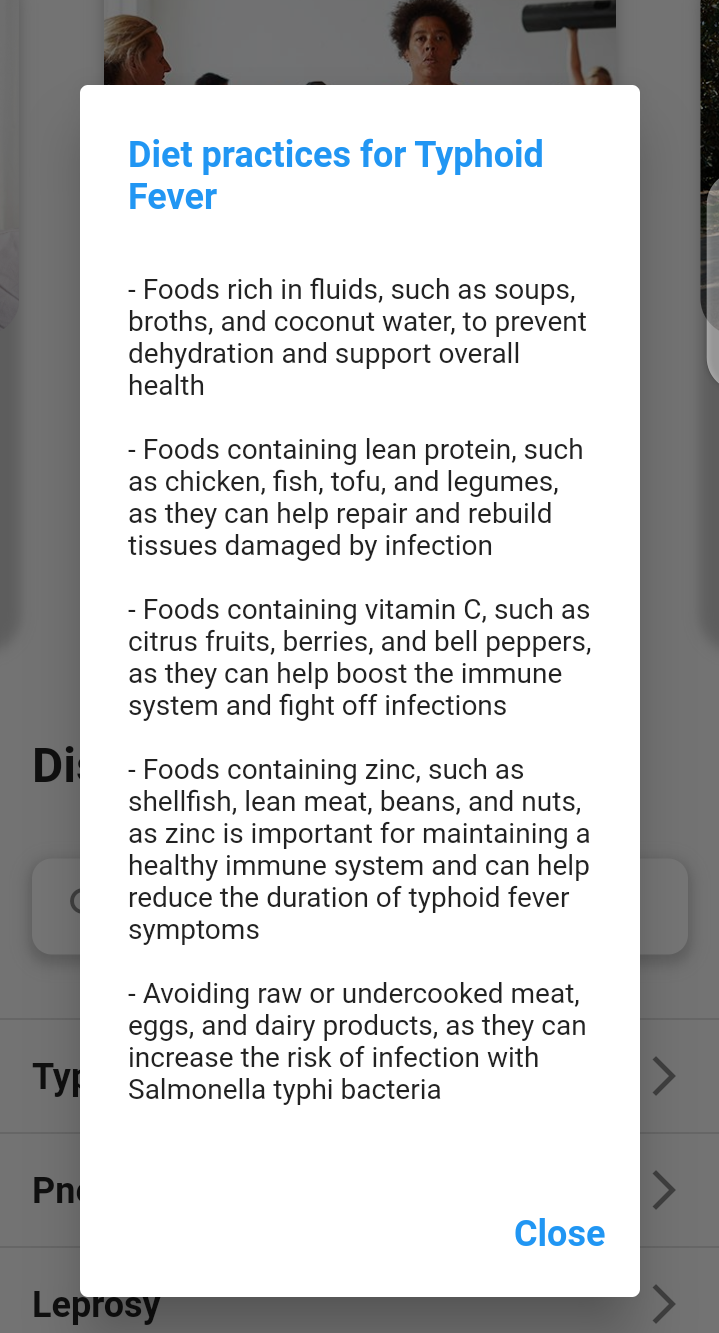 Diet practices for Typhoid
Fever
- Foods rich in fluids, such as soups,
broths, and coconut water, to prevent
dehydration and support overall
health
- Foods containing lean protein, such
as chicken, fish, tofu, and legumes,
as they can help repair and rebuild
tissues damaged by infection
- Foods containing vitamin C, such as
citrus fruits, berries, and bell peppers,
as they can help boost the immune
system and fight off infections
- Foods containing zinc, such as
shellfish, lean meat, beans, and nuts,
as zinc is important for maintaining a
healthy immune system and can help
reduce the duration of typhoid fever
symptoms
- Avoiding raw or undercooked meat,
eggs, and dairy products, as they can
increase the risk of infection with
Salmonella typhi bacteria
Close
Leprosy